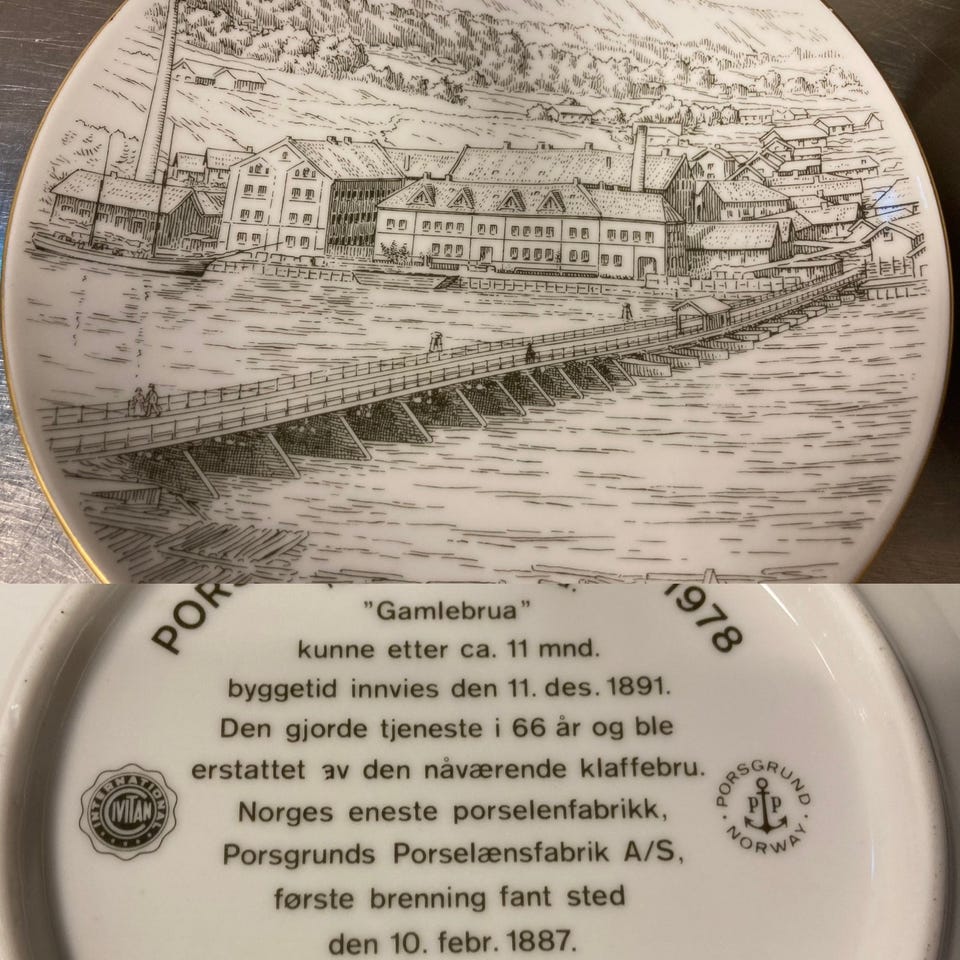 1978
"Gamlebrua"
kunne etter ca. 11 mnd.
byggetid innvies den 11. des. 1891.
Den gjorde tjeneste i 66 år og ble
erstattet av den nåværende klaffebru.
Norges eneste porselenfabrikk,
Porsgrunds Porselænsfabrik A/S,
første brenning fant sted
den 10. febr. 1887.
INTERNATIONAL
CIVITAN
PORSGRUND
P P
NORWAY